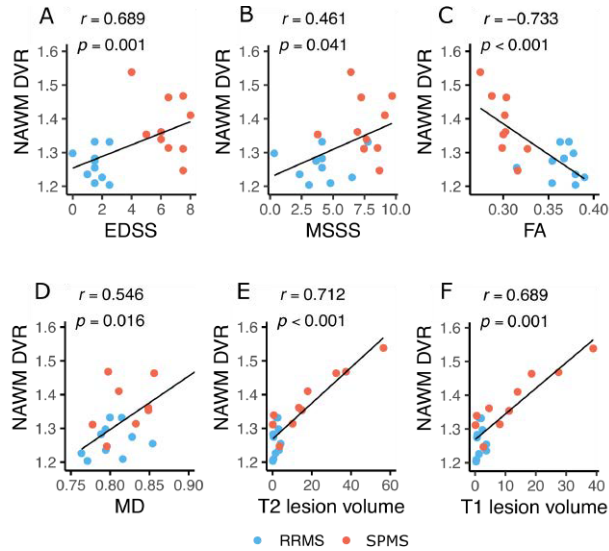 A
r = 0.689
p = 0.001
NAWM DVR
1.6
1.5
1.4
1.3
1.2
0 2 4 6 8
EDSS
B
r = 0.461
p = 0.041
NAWM DVR
1.6
1.5
1.4
1.3
1.2
0 2.5 5.0 7.5 10.0
MSSS
C
r = −0.733
p < 0.001
NAWM DVR
1.6
1.5
1.4
1.3
1.2
0.30 0.35 0.40
FA
D
r = 0.546
p = 0.016
NAWM DVR
1.6
1.5
1.4
1.3
1.2
0.75 0.80 0.85 0.90
MD
E
r = 0.712
p < 0.001
NAWM DVR
1.6
1.5
1.4
1.3
1.2
0 20 40 60
T2 lesion volume
F
r = 0.689
p = 0.001
NAWM DVR
1.6
1.5
1.4
1.3
1.2
0 10 20 30 40
T1 lesion volume
RRMS SPMS